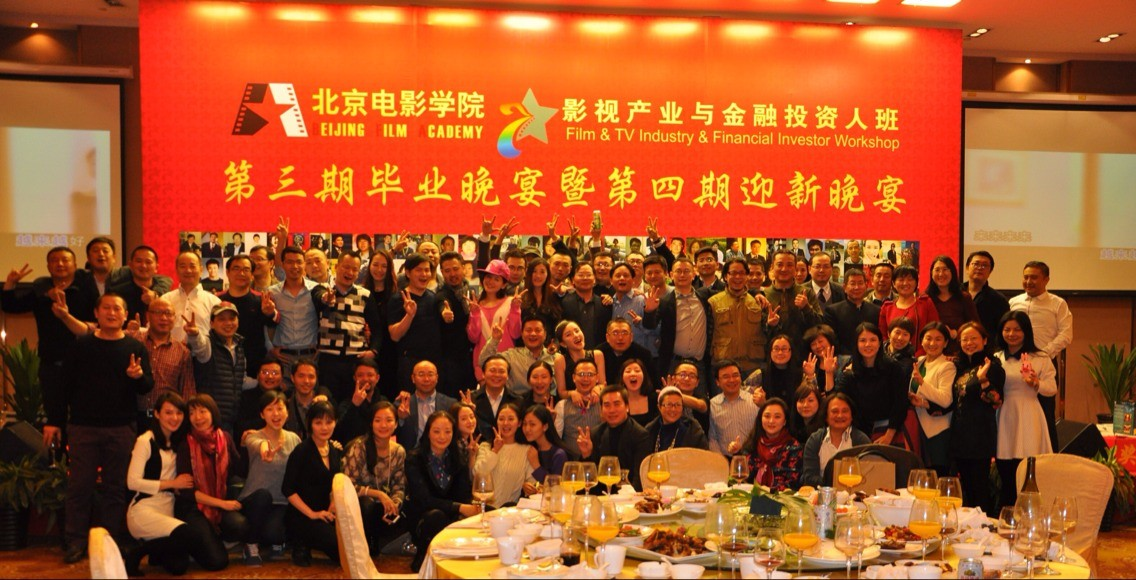 北京电影学院
BEIJING FILM ACADEMY
影视产业与金融投资人班
Film & TV Industry & Financial Investor Workshop
第三期毕业晚宴暨第四期迎新晚宴